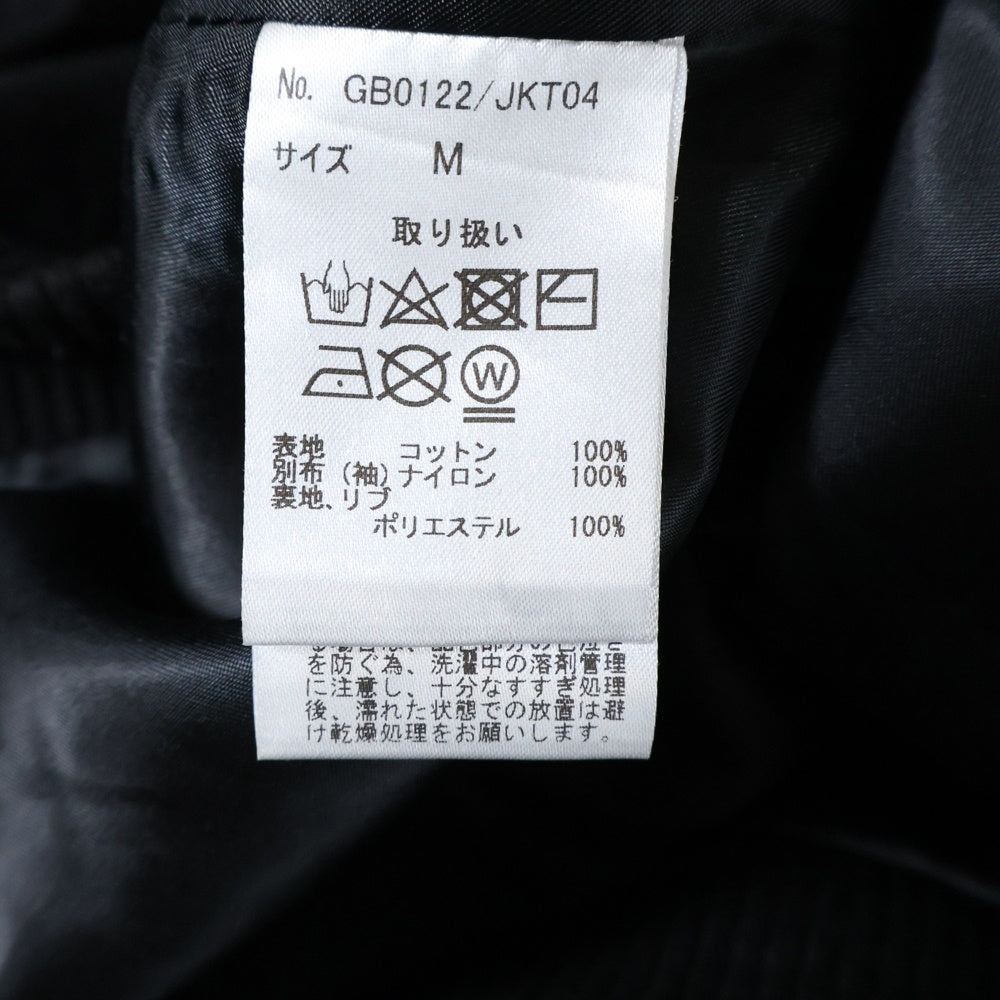 No. GB0122/JKT04
サイズ M
取り扱い
W
表地 コットン 100%
別布(袖)ナイロン 100%
裏地、リブ
ポリエステル 100%
を防ぐ為、洗濯中の溶剤管理
に注意し、十分なすすぎ処理
後、濡れた状態での放置は避
け乾燥処理をお願いします。